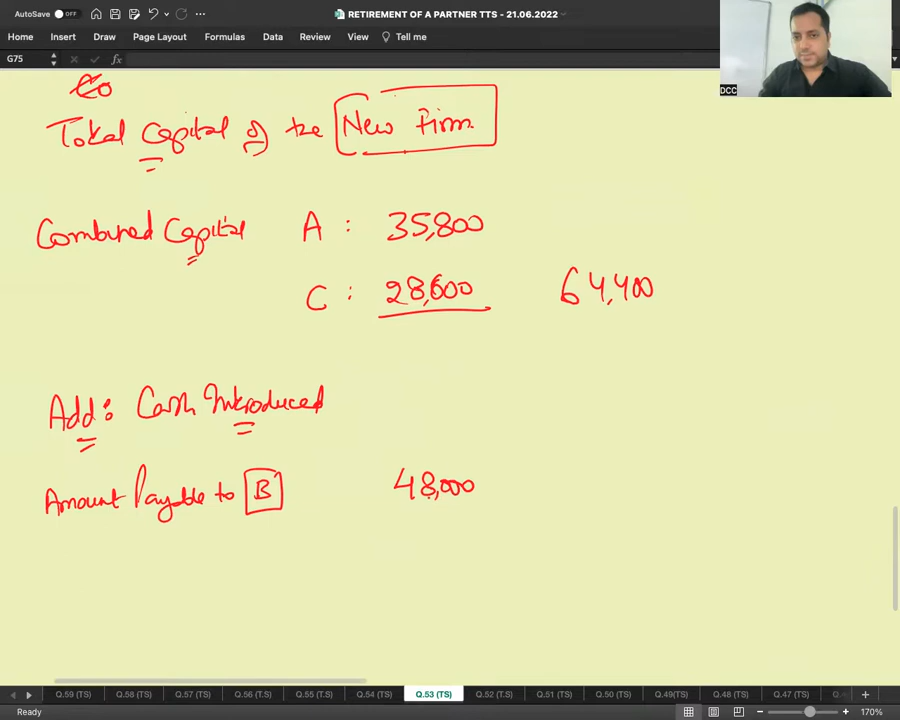 AutoSave OFF
RETIREMENT OF A PARTNER TTS - 21.06.2022
Home Insert Draw Page Layout Formulas Data Review View Tell me
G75 fx
DCC
Total Capital of the New Firm
Combined Capital A : 35,800
C : 28,600 64,400
Add: Cash Introduced
Amount Payable to B 48,000
Q.59 (TS) Q.58 (TS) Q.57 (TS) Q.56 (T.S) Q.55 (T.S) Q.54 (TS) Q.53 (TS) Q.52 (T.S) Q.51 (TS) Q.50 (TS) Q.49(TS) Q.48 (TS) Q.47 (TS)
Ready 170%